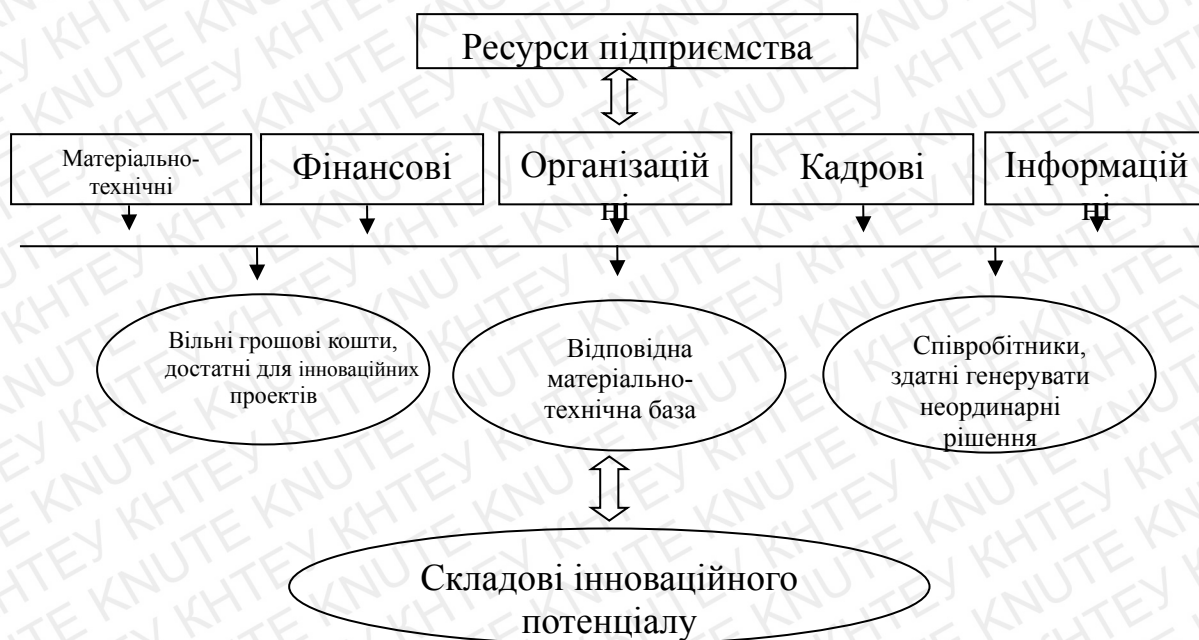 Ресурси підприємства
Матеріально-
технічні
Фінансові
Організацій
ні
Кадрові
Інформацій
ні
Вільні грошові кошти,
достатні для інноваційних
проектів
Відповідна
матеріально-
технічна база
Співробітники,
здатні генерувати
неординарні
рішення
Складові інноваційного
потенціалу